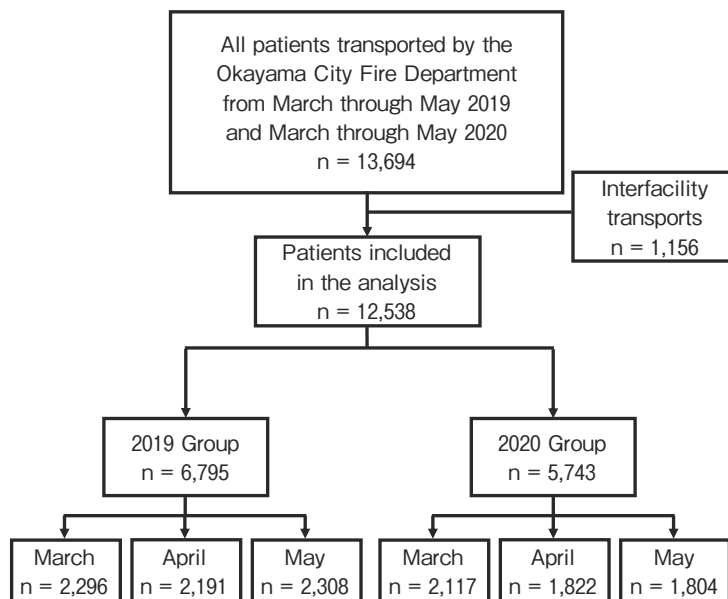 All patients transported by the
Okayama City Fire Department
from March through May 2019
and March through May 2020
n = 13,694
Interfacility
transports
n = 1,156
Patients included
in the analysis
n = 12,538
2019 Group
n = 6,795
2020 Group
n = 5,743
March
n = 2,296
April
n = 2,191
May
n = 2,308
March
n = 2,117
April
n = 1,822
May
n = 1,804